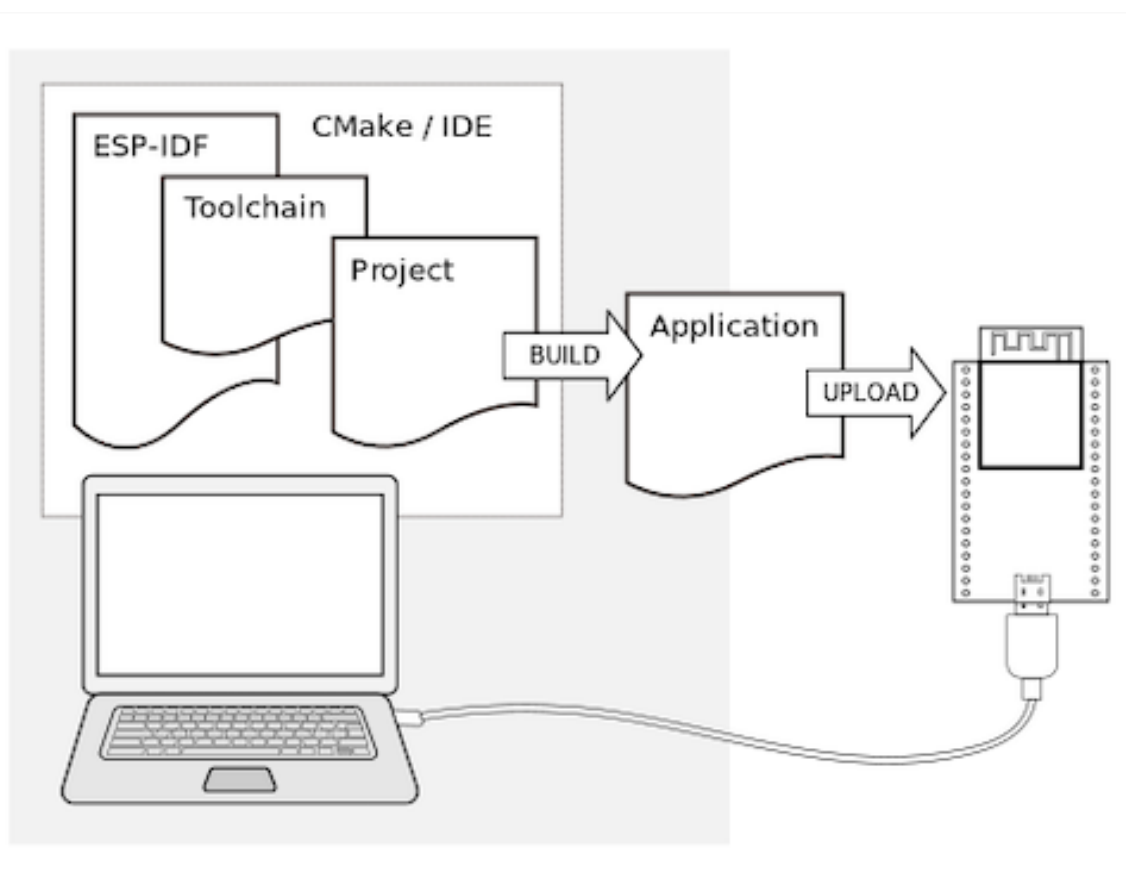 ESP-IDF
CMake / IDE
Toolchain
Project
BUILD
Application
UPLOAD